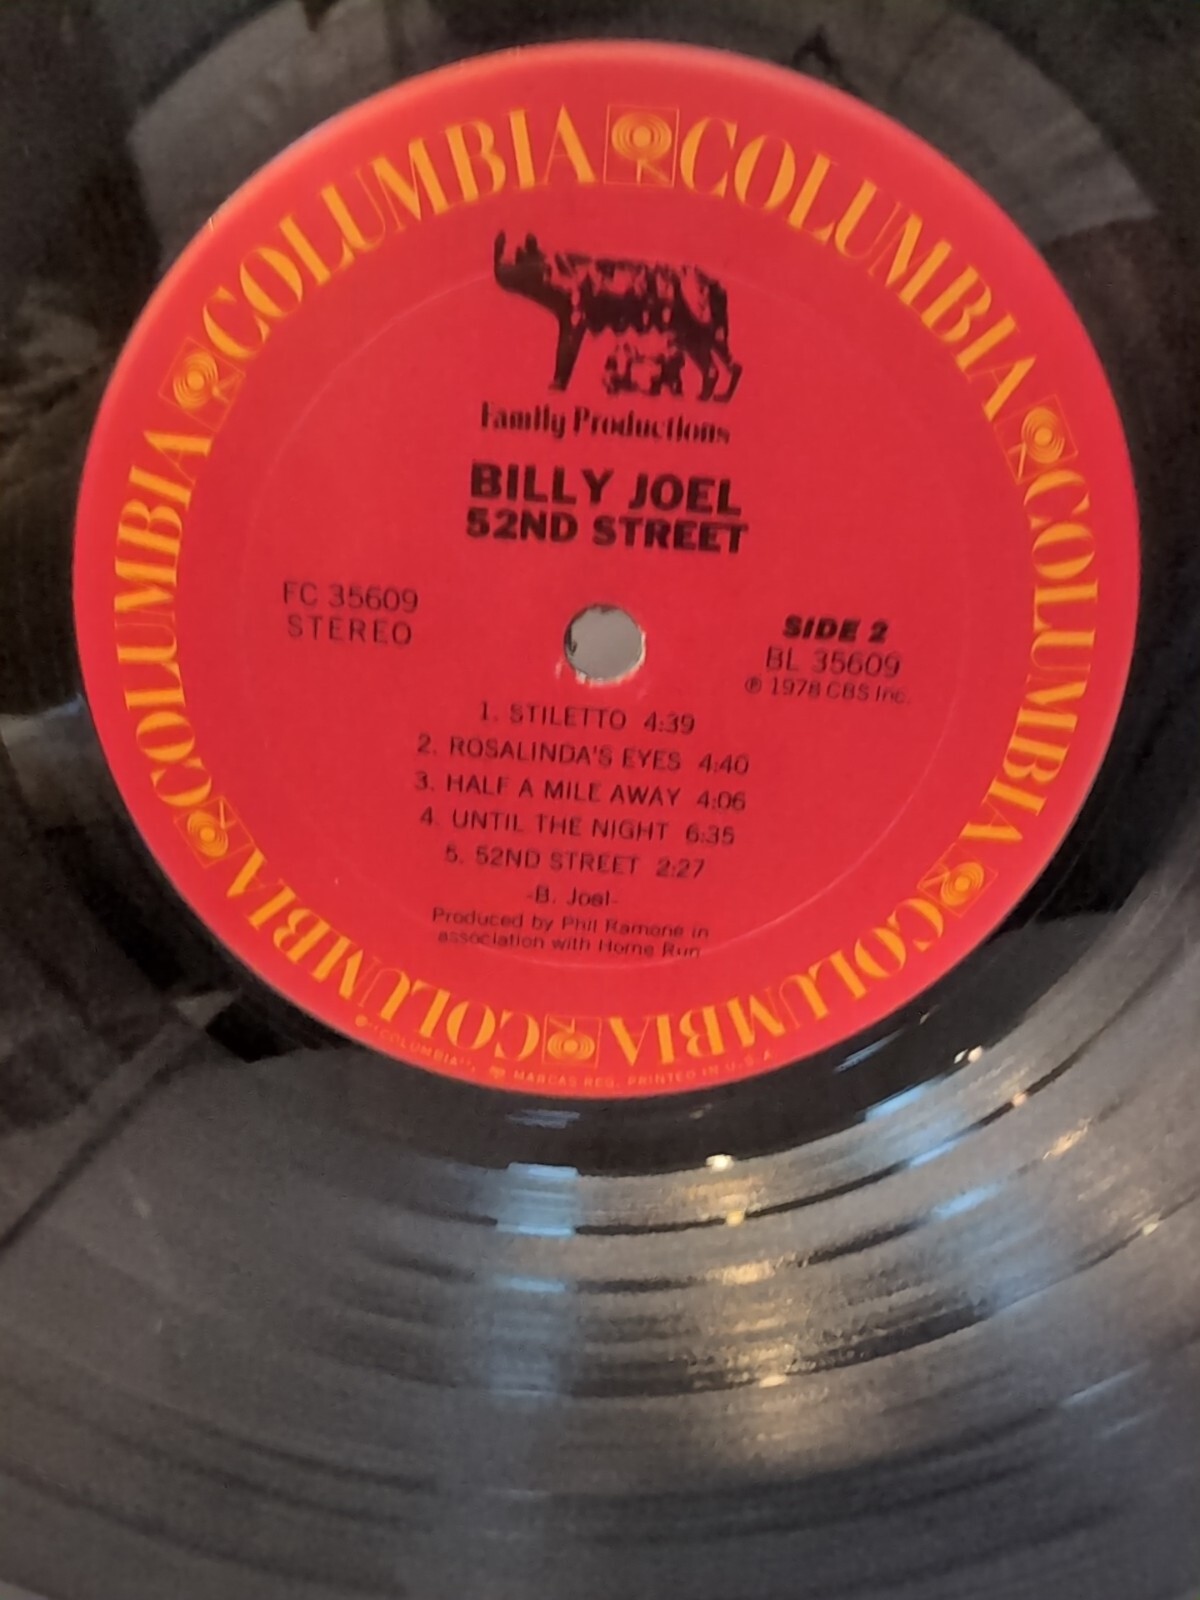 COLUMBIA COLUMBIA COLUMBIA COLUMBIA COLUMBIA COLUMBIA
Family Productions
BILLY JOEL
52ND STREET
FC 35609
STEREO
SIDE 2
BL 35609
℗ 1978 CBS Inc.
1. STILETTO 4:39
2. ROSALINDA'S EYES 4:40
3. HALF A MILE AWAY 4:06
4. UNTIL THE NIGHT 6:35
5. 52ND STREET 2:27
-B. Joel-
Produced by Phil Ramone in
association with Home Run
"COLUMBIA", MARCAS REG. PRINTED IN U.S.A.